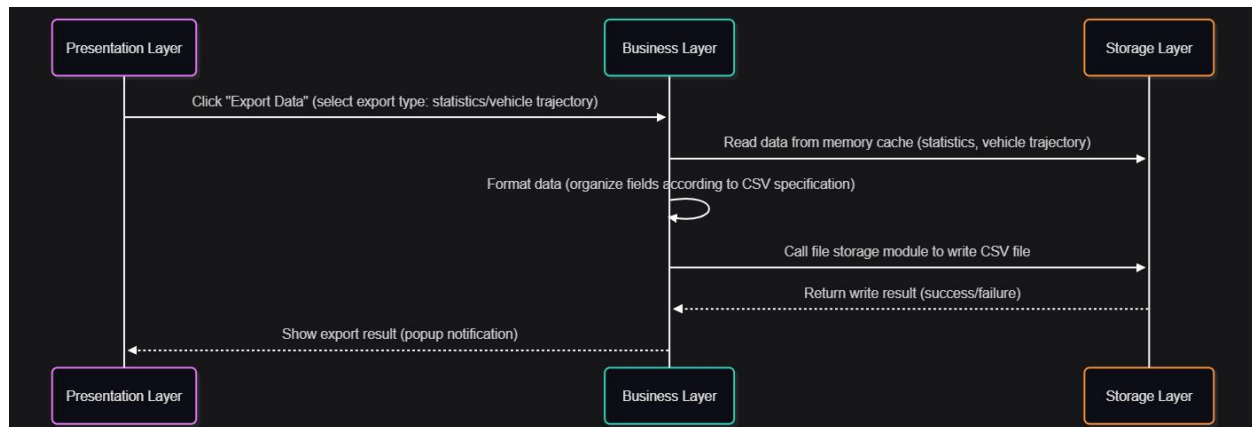 Presentation Layer
Business Layer
Storage Layer
Click "Export Data" (select export type: statistics/vehicle trajectory)
Read data from memory cache (statistics, vehicle trajectory)
Format data (organize fields according to CSV specification)
Call file storage module to write CSV file
Return write result (success/failure)
Show export result (popup notification)
Presentation Layer
Business Layer
Storage Layer